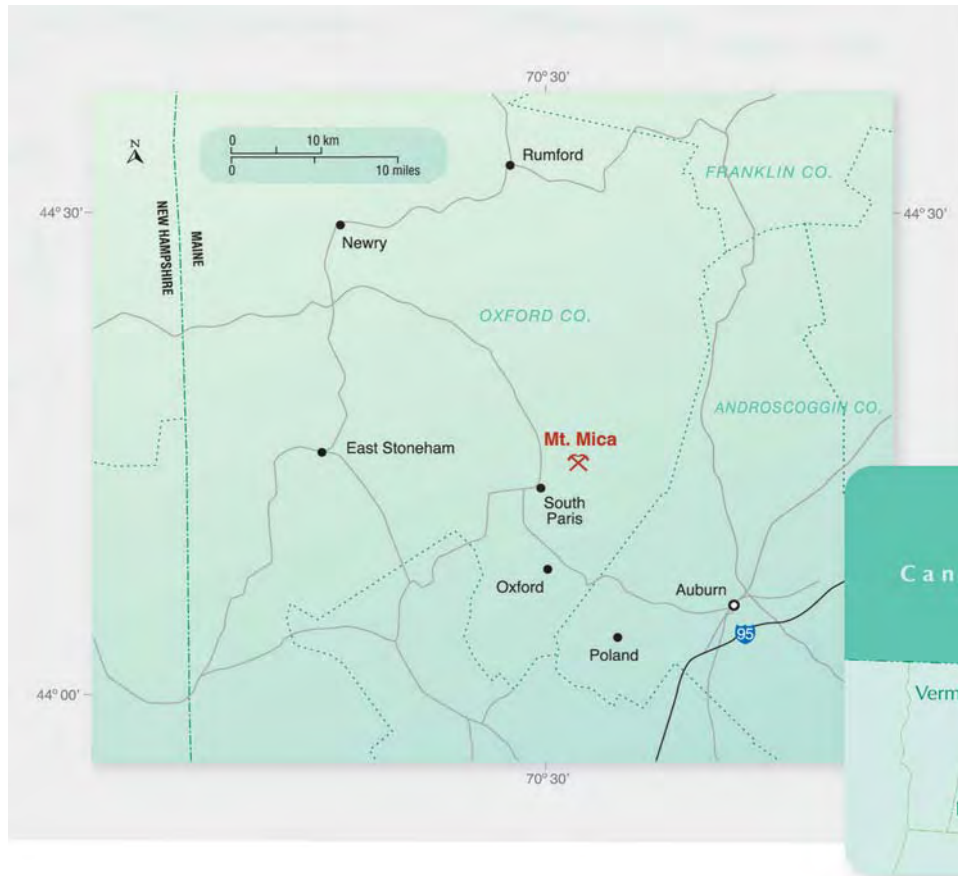 70° 30’
0 10 km
10 miles
N
Rumford
FRANKLIN CO.
44° 30’
44° 30’
MAINE
NEW HAMPSHIRE
Newry
OXFORD CO.
ANDROSCOGGIN CO.
Mt. Mica
East Stoneham
South
Paris
Oxford
Auburn
Can
95
Poland
44° 00’
Verm
70° 30’